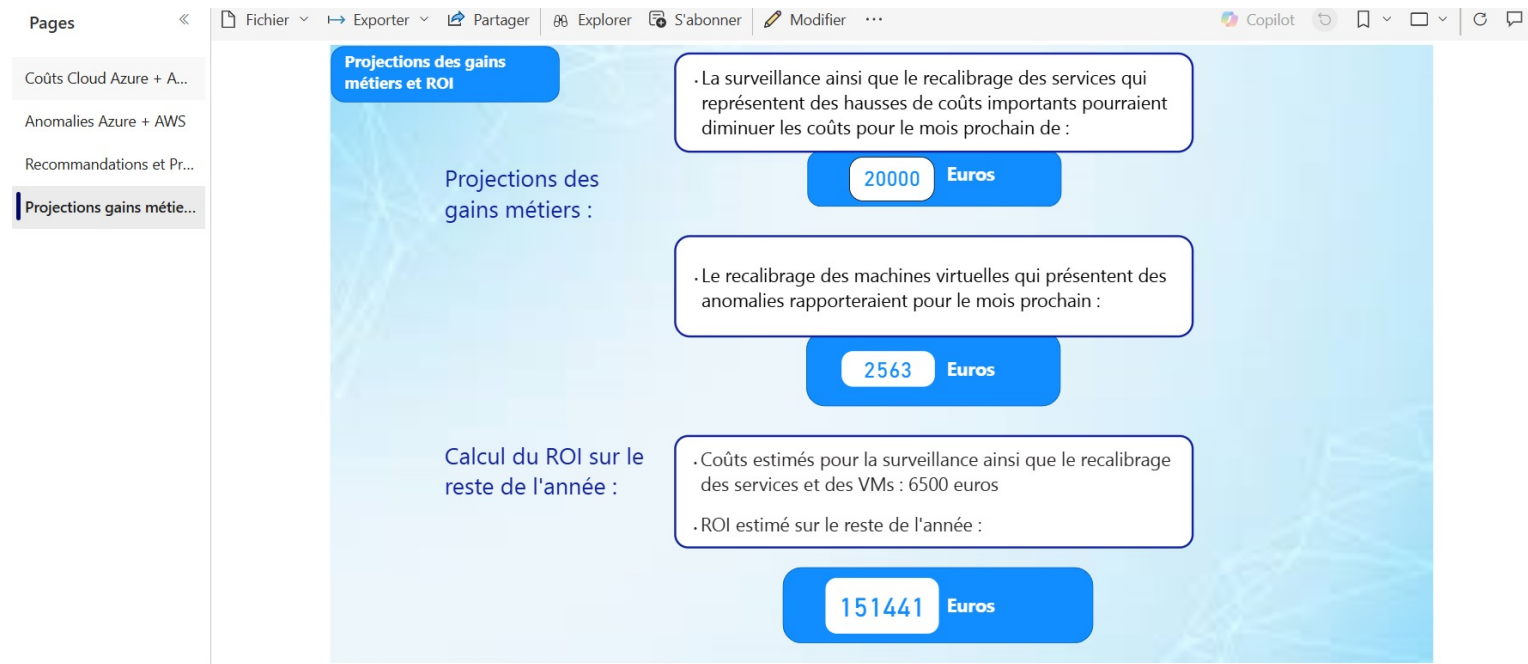 Pages
Fichier
Exporter
Partager
Explorer
S'abonner
Modifier
...
Copilot
Coûts Cloud Azure + A...
Anomalies Azure + AWS
Recommandations et Pr...
Projections gains métie...
Projections des gains
métiers et ROI
Projections des
gains métiers :
. La surveillance ainsi que le recalibrage des services qui
représentent des hausses de coûts importants pourraient
diminuer les coûts pour le mois prochain de :
20000 Euros
. Le recalibrage des machines virtuelles qui présentent des
anomalies rapporteraient pour le mois prochain :
2563 Euros
Calcul du ROI sur le
reste de l'année :
. Coûts estimés pour la surveillance ainsi que le recalibrage
des services et des VMs : 6500 euros
. ROI estimé sur le reste de l'année :
151441 Euros